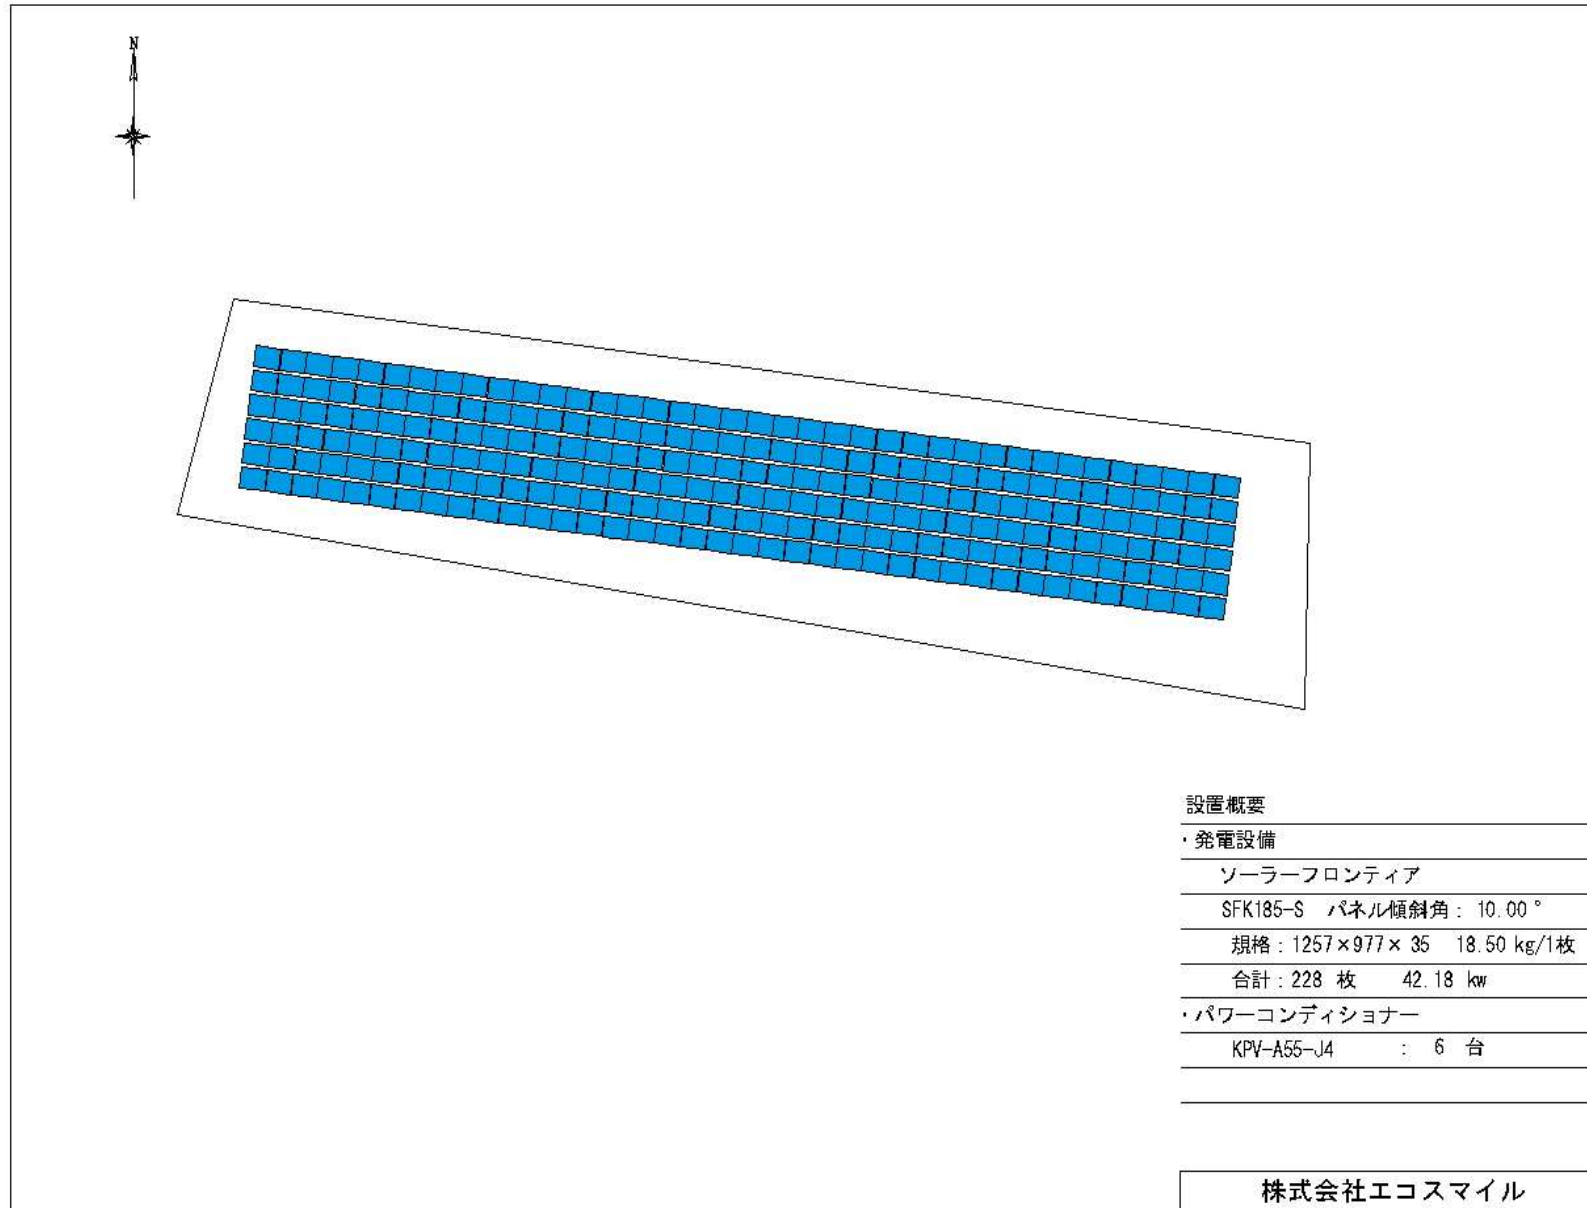 N
設置概要
・発電設備
ソーラーフロンティア
SFK185-S パネル傾斜角: 10.00°
規格:1257×977× 35 18.50 kg/1枚
合計:228 枚 42.18 kw
・パワーコンディショナー
KPV-A55-J4 : 6 台
株式会社エコスマイル